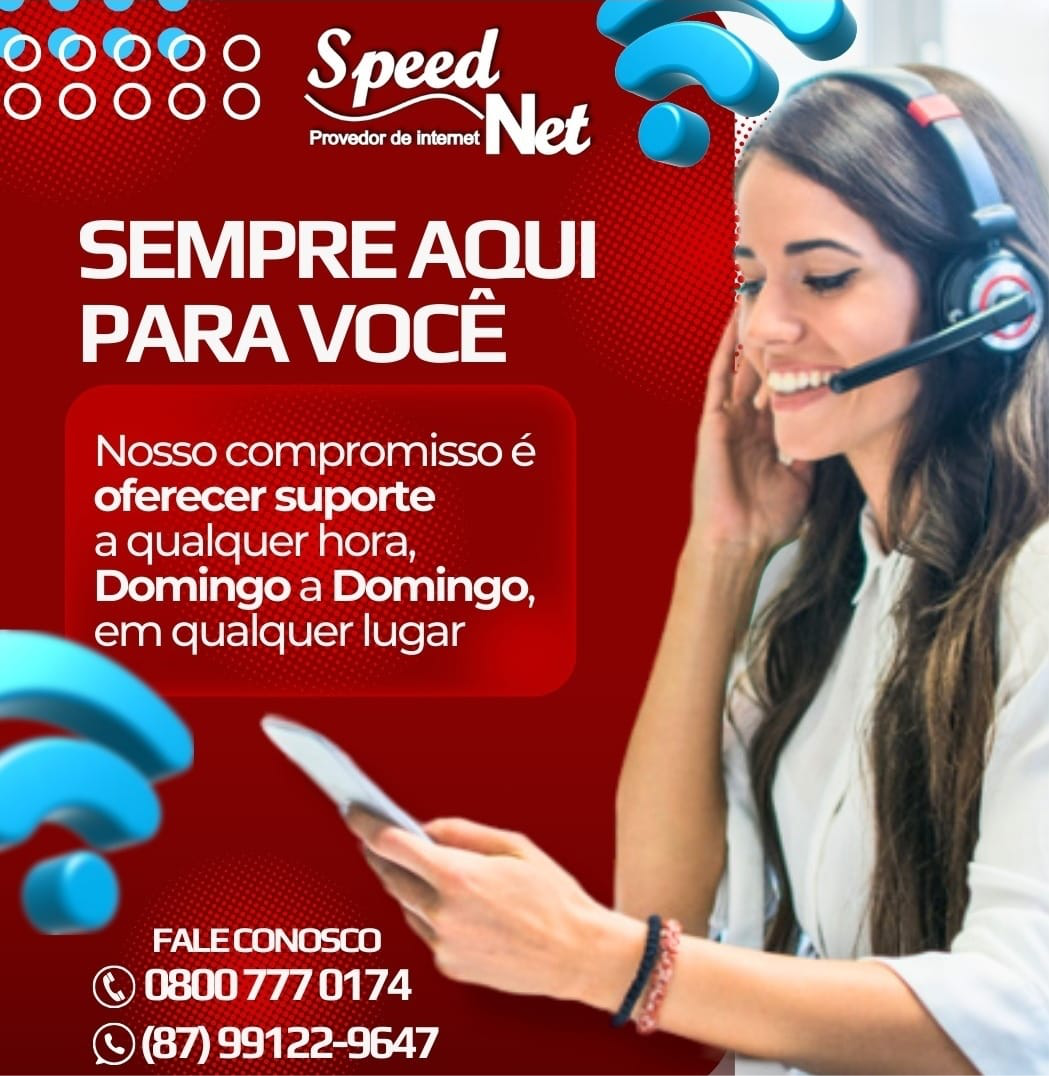 Speed
Provedor de internet Net
SEMPRE AQUI
PARA VOCÊ
Nosso compromisso é
oferecer suporte
a qualquer hora,
Domingo a Domingo,
em qualquer lugar
FALE CONOSCO
0800 777 0174
(87) 99122-9647